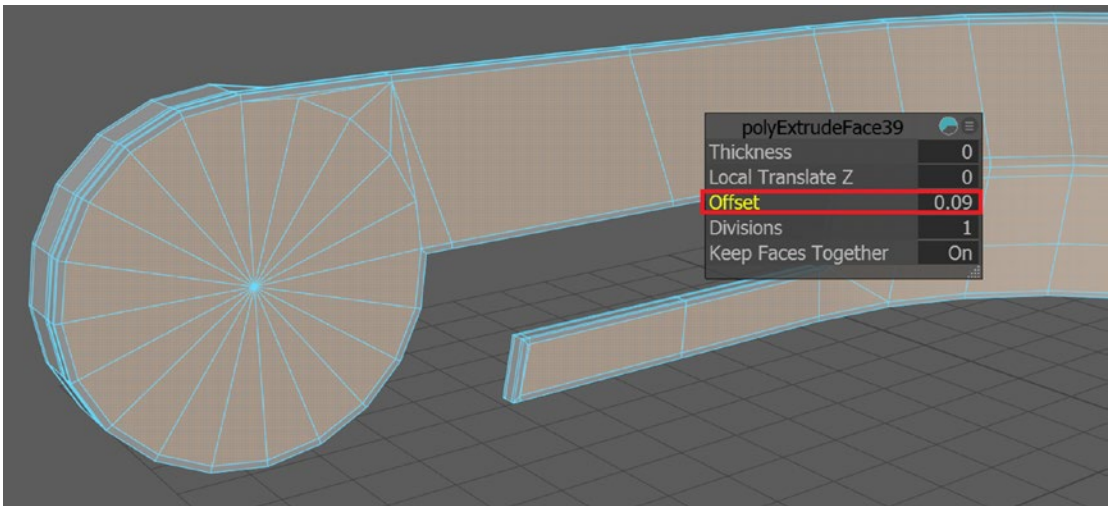 polyExtrudeFace39
Thickness 0
Local Translate Z 0
Offset 0.09
Divisions 1
Keep Faces Together On